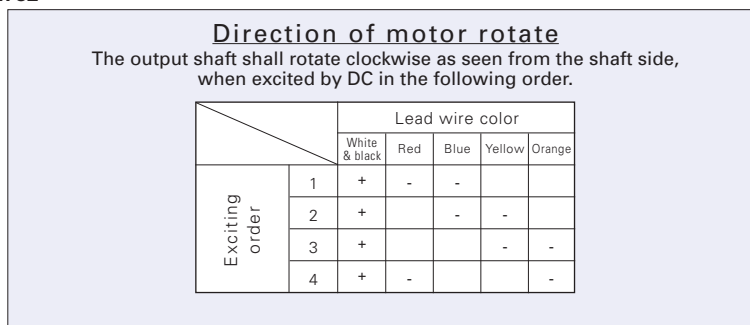 Direction of motor rotate
The output shaft shall rotate clockwise as seen from the shaft side,
when excited by DC in the following order.
Lead wire color
White
& black
Red
Blue
Yellow
Orange
Exciting
order
1 + - -
2 + - -
3 + - -
4 + - -